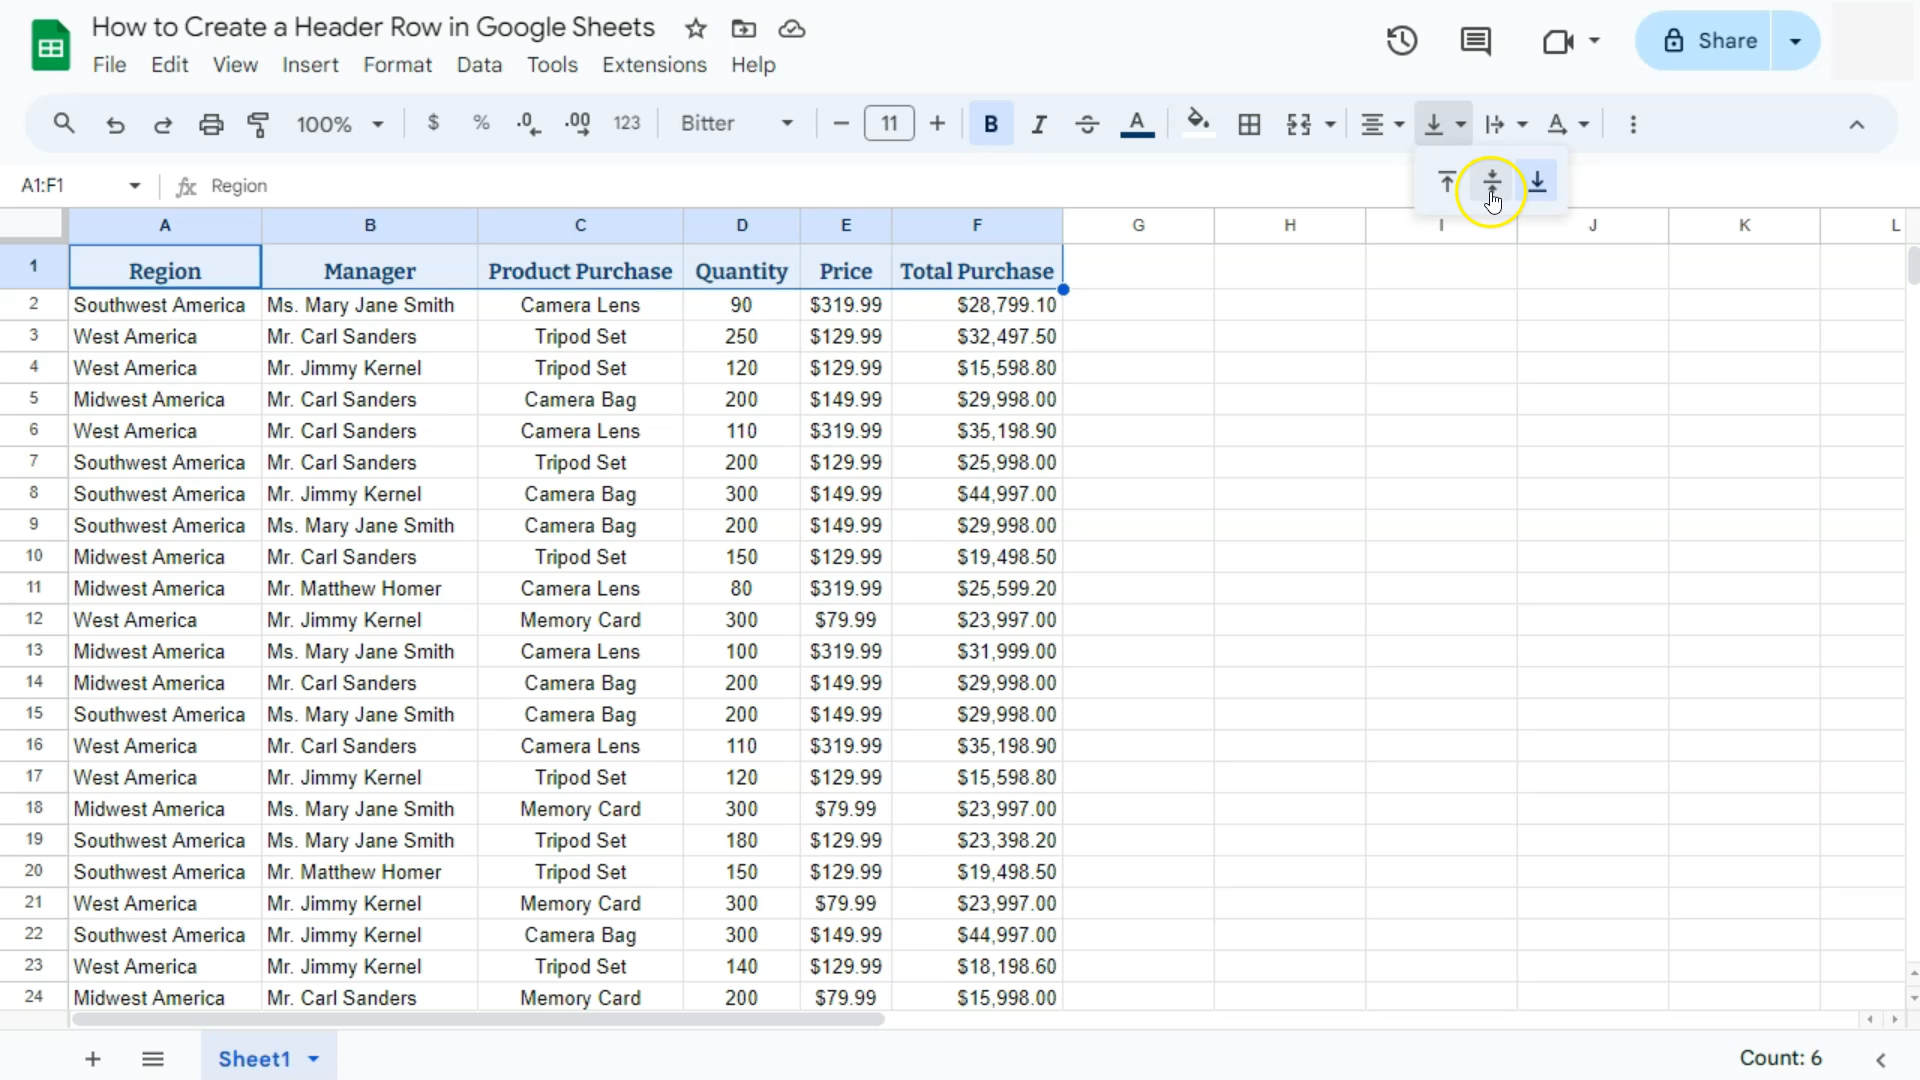 How to Create a Header Row in Google Sheets
File Edit View Insert Format Data Tools Extensions Help
Share
100% $ % .0 .00 123 Bitter 11 B I A A
A1:F1 fx Region
A B C D E F G H I J K L
1 Region Manager Product Purchase Quantity Price Total Purchase
2 Southwest America Ms. Mary Jane Smith Camera Lens 90 $319.99 $28,799.10
3 West America Mr. Carl Sanders Tripod Set 250 $129.99 $32,497.50
4 West America Mr. Jimmy Kernel Tripod Set 120 $129.99 $15,598.80
5 Midwest America Mr. Carl Sanders Camera Bag 200 $149.99 $29,998.00
6 West America Mr. Carl Sanders Camera Lens 110 $319.99 $35,198.90
7 Southwest America Mr. Carl Sanders Tripod Set 200 $129.99 $25,998.00
8 Southwest America Mr. Jimmy Kernel Camera Bag 300 $149.99 $44,997.00
9 Southwest America Ms. Mary Jane Smith Camera Bag 200 $149.99 $29,998.00
10 Midwest America Mr. Carl Sanders Tripod Set 150 $129.99 $19,498.50
11 Midwest America Mr. Matthew Homer Camera Lens 80 $319.99 $25,599.20
12 West America Mr. Jimmy Kernel Memory Card 300 $79.99 $23,997.00
13 Midwest America Ms. Mary Jane Smith Camera Lens 100 $319.99 $31,999.00
14 Midwest America Mr. Carl Sanders Camera Bag 200 $149.99 $29,998.00
15 Southwest America Ms. Mary Jane Smith Camera Bag 200 $149.99 $29,998.00
16 West America Mr. Carl Sanders Camera Lens 110 $319.99 $35,198.90
17 West America Mr. Jimmy Kernel Tripod Set 120 $129.99 $15,598.80
18 Midwest America Ms. Mary Jane Smith Memory Card 300 $79.99 $23,997.00
19 Southwest America Ms. Mary Jane Smith Tripod Set 180 $129.99 $23,398.20
20 Southwest America Mr. Matthew Homer Tripod Set 150 $129.99 $19,498.50
21 West America Mr. Jimmy Kernel Memory Card 300 $79.99 $23,997.00
22 Southwest America Mr. Jimmy Kernel Camera Bag 300 $149.99 $44,997.00
23 West America Mr. Jimmy Kernel Tripod Set 140 $129.99 $18,198.60
24 Midwest America Mr. Carl Sanders Memory Card 200 $79.99 $15,998.00
Sheet1 Count: 6